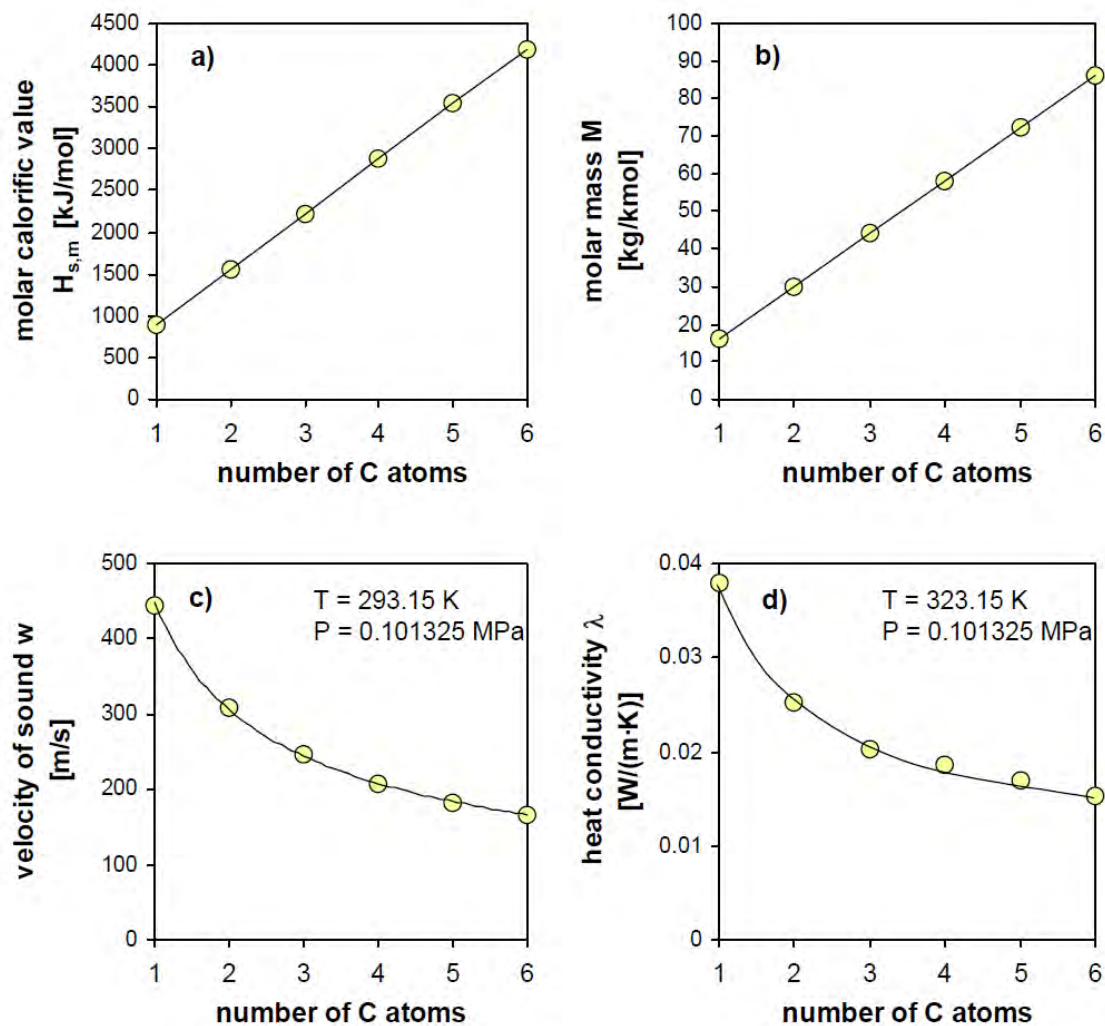 a)
molar calorific value
H_s,m [kJ/mol]
4500
4000
3500
3000
2500
2000
1500
1000
500
0
1 2 3 4 5 6
number of C atoms
b)
molar mass M
[kg/kmol]
100
90
80
70
60
50
40
30
20
10
0
1 2 3 4 5 6
number of C atoms
c)
T = 293.15 K
P = 0.101325 MPa
velocity of sound w
[m/s]
500
400
300
200
100
0
1 2 3 4 5 6
number of C atoms
d)
T = 323.15 K
P = 0.101325 MPa
heat conductivity λ
[W/(m·K)]
0.04
0.03
0.02
0.01
0
1 2 3 4 5 6
number of C atoms